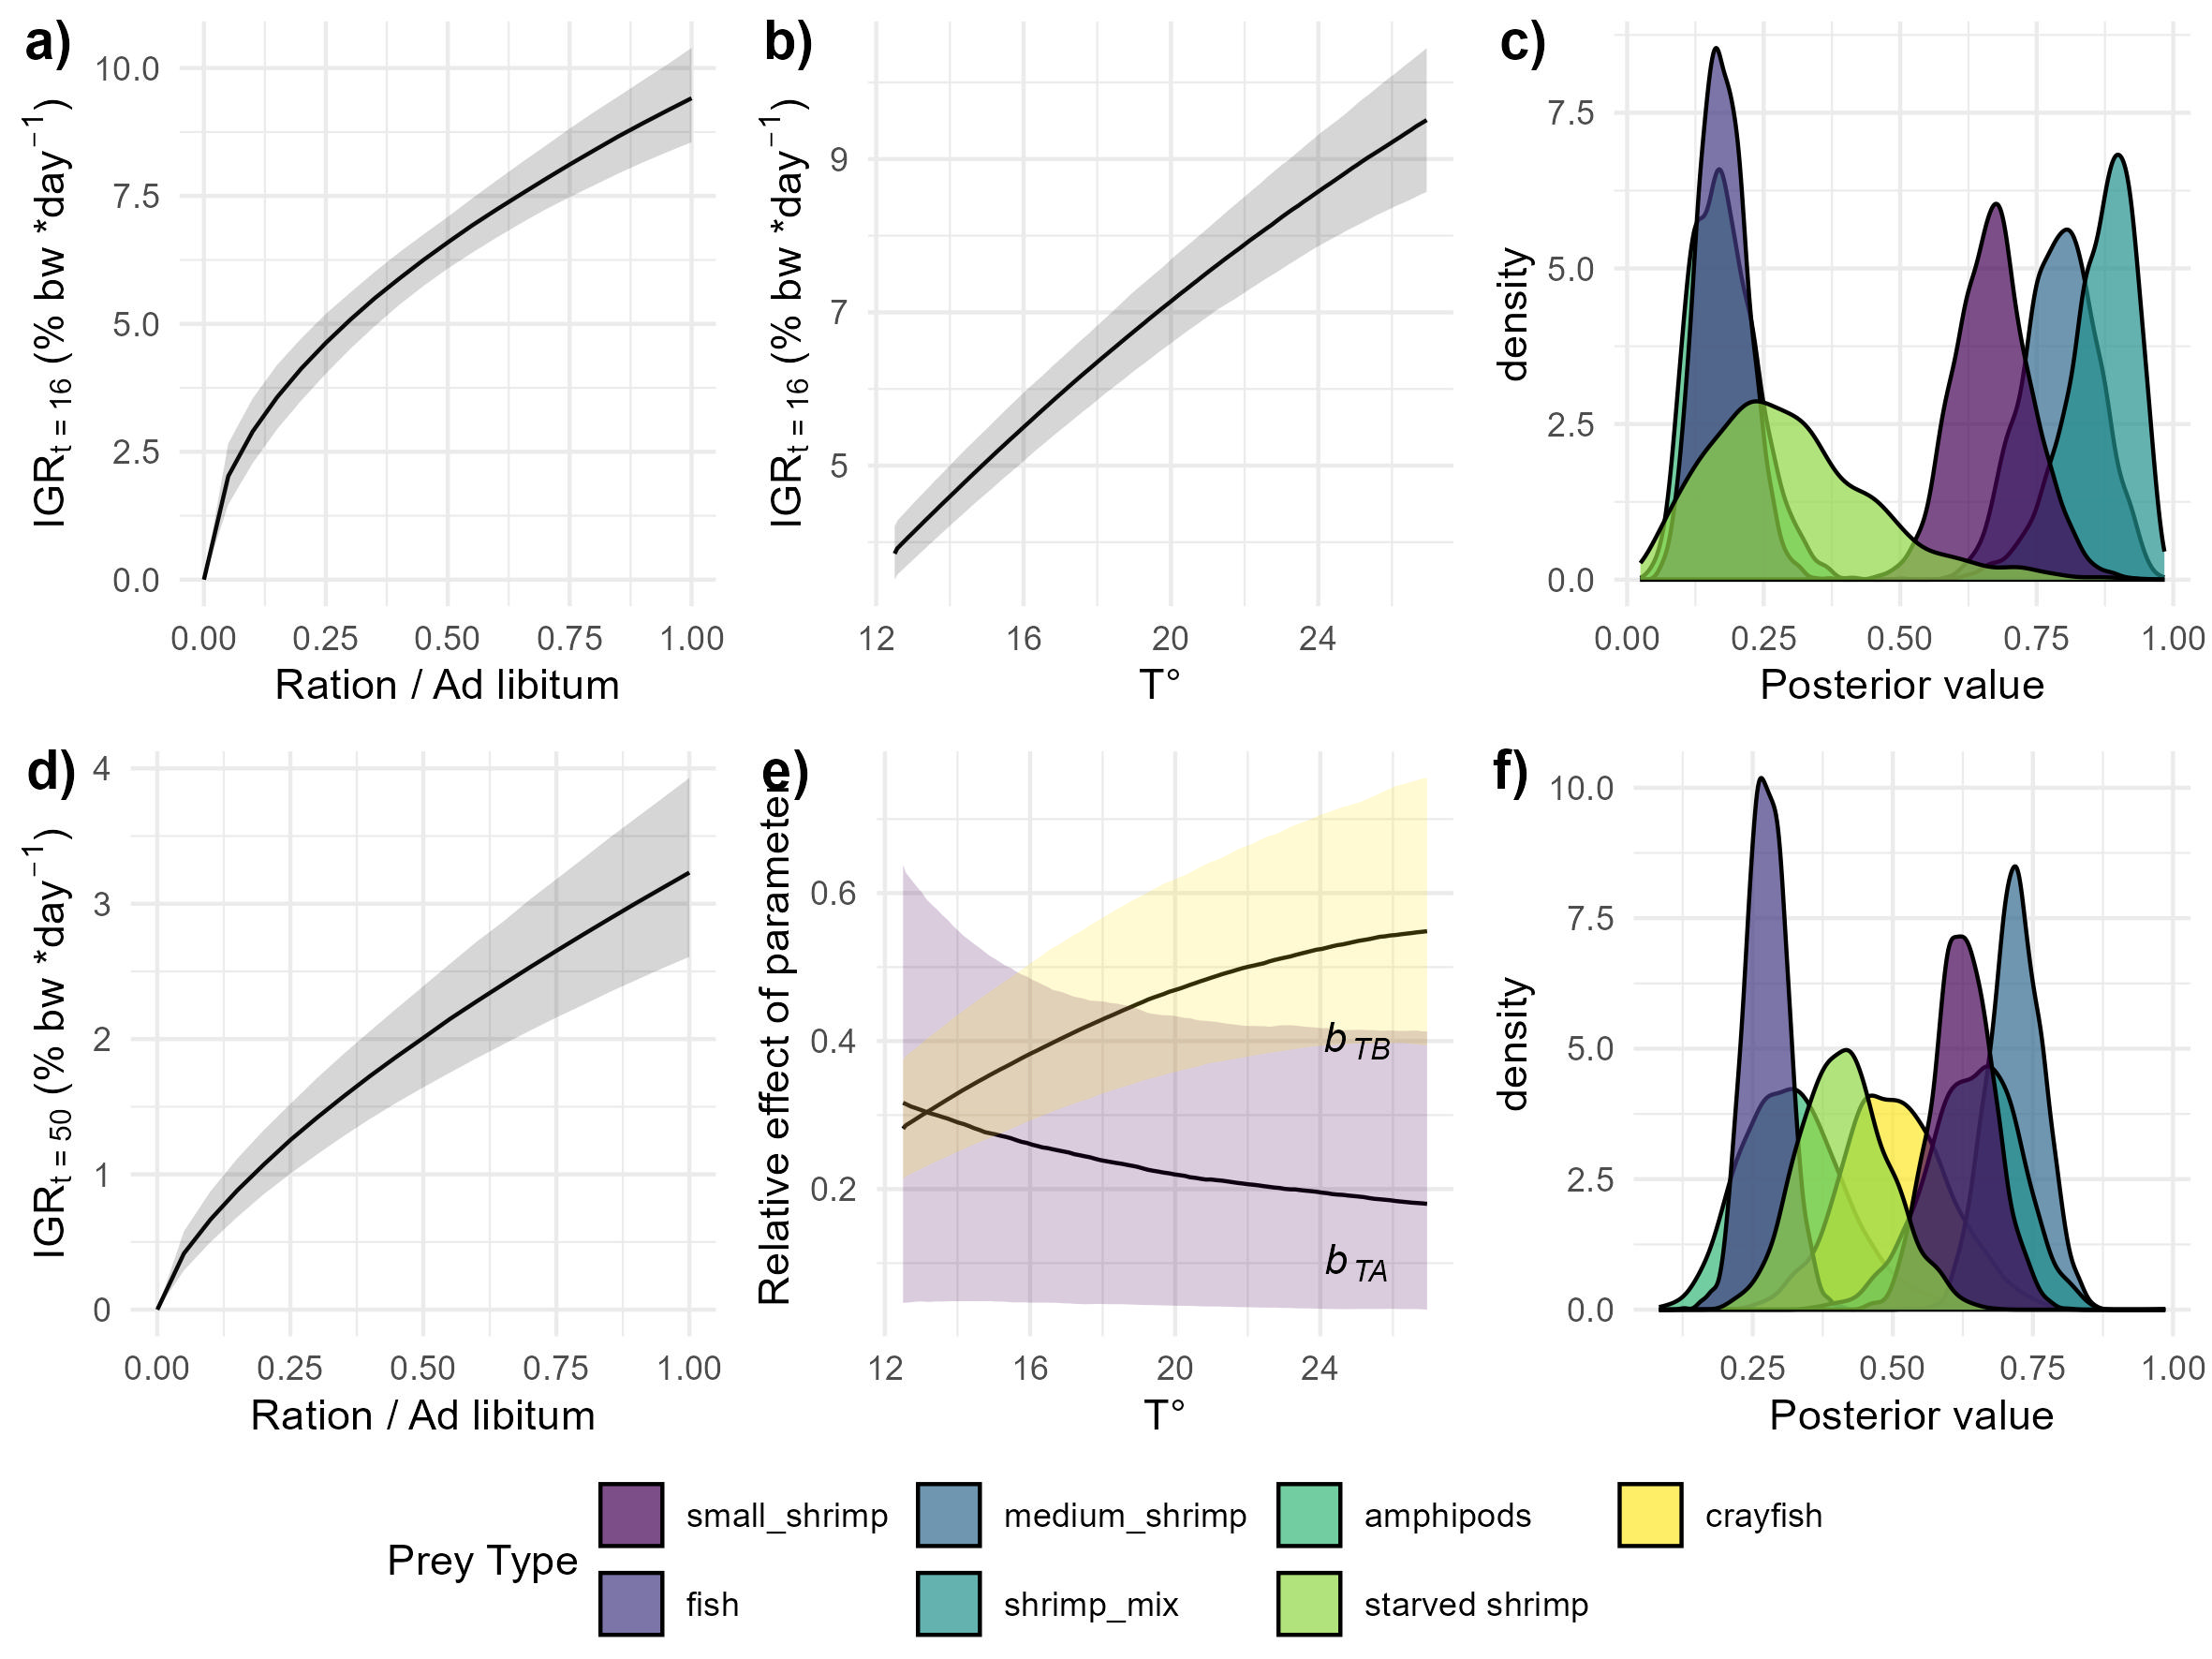 a)
IGR t = 16 (% bw *day⁻¹)
10.0
7.5
5.0
2.5
0.0
0.00 0.25 0.50 0.75 1.00
Ration / Ad libitum
b)
IGR t = 16 (% bw *day⁻¹)
9
7
5
12 16 20 24
T°
c)
density
7.5
5.0
2.5
0.0
0.00 0.25 0.50 0.75 1.00
Posterior value
d)
IGR t = 50 (% bw *day⁻¹)
4
3
2
1
0
0.00 0.25 0.50 0.75 1.00
Ration / Ad libitum
e)
Relative effect of parameter
0.6
0.4
0.2
b TB
b TA
12 16 20 24
T°
f)
density
10.0
7.5
5.0
2.5
0.0
0.25 0.50 0.75 1.00
Posterior value
Prey Type
small_shrimp medium_shrimp amphipods crayfish
fish shrimp_mix starved shrimp